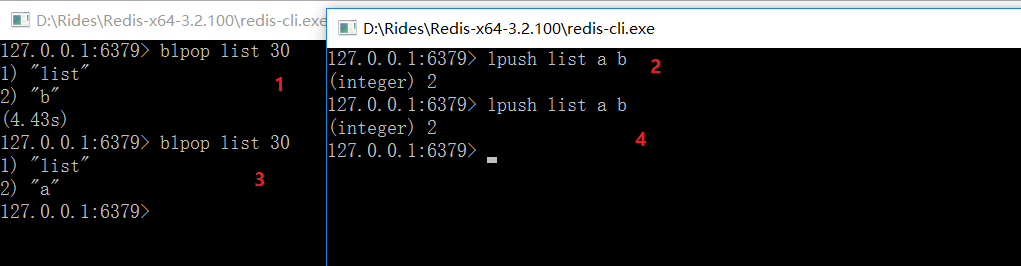 D:\Rides\Redis-x64-3.2.100\redis-cli.exe
127.0.0.1:6379> blpop list 30
1) "list"
2) "b"
(4.43s)
127.0.0.1:6379> blpop list 30
1) "list"
2) "a"
127.0.0.1:6379>
1
3
D:\Rides\Redis-x64-3.2.100\redis-cli.exe
127.0.0.1:6379> lpush list a b
(integer) 2
127.0.0.1:6379> lpush list a b
(integer) 2
127.0.0.1:6379>
2
4